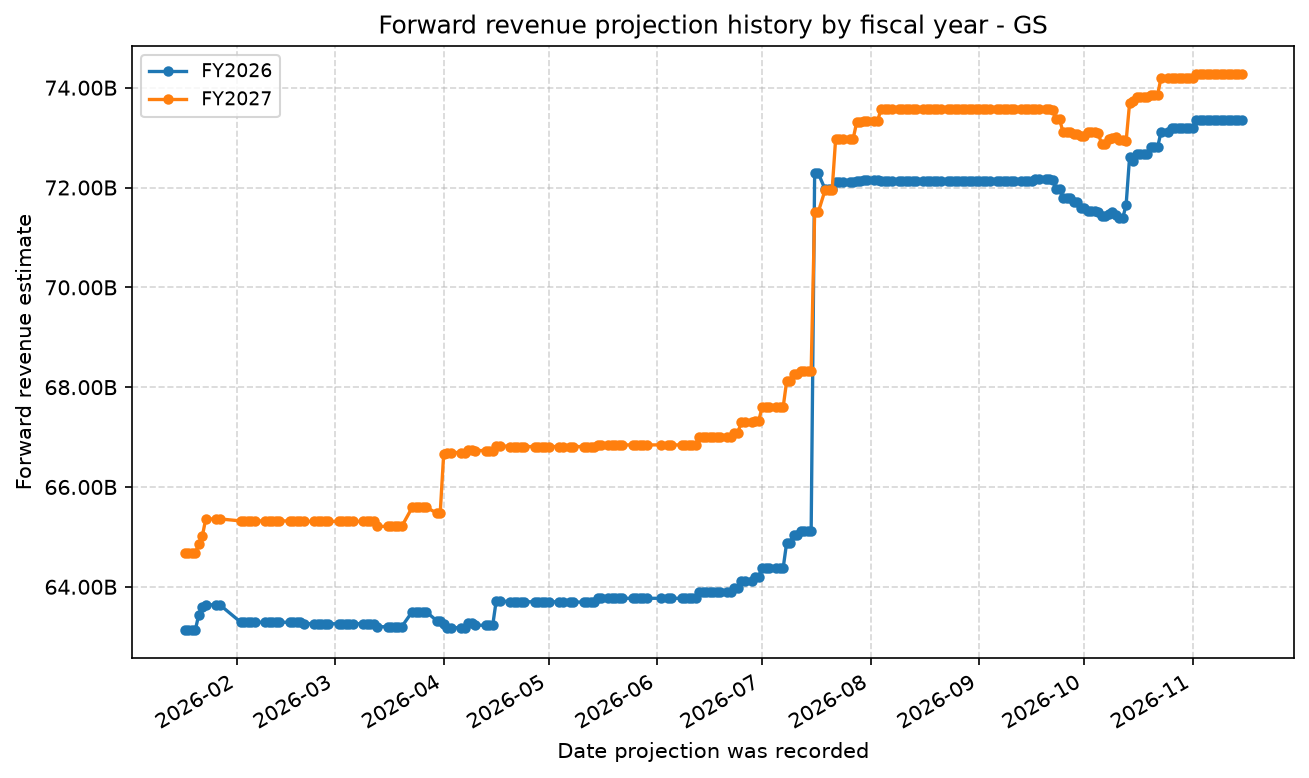 Forward revenue projection history by fiscal year - GS
FY2026
FY2027
74.00B
72.00B
70.00B
68.00B
66.00B
64.00B
Forward revenue estimate
2026-02
2026-03
2026-04
2026-05
2026-06
2026-07
2026-08
2026-09
2026-10
2026-11
Date projection was recorded